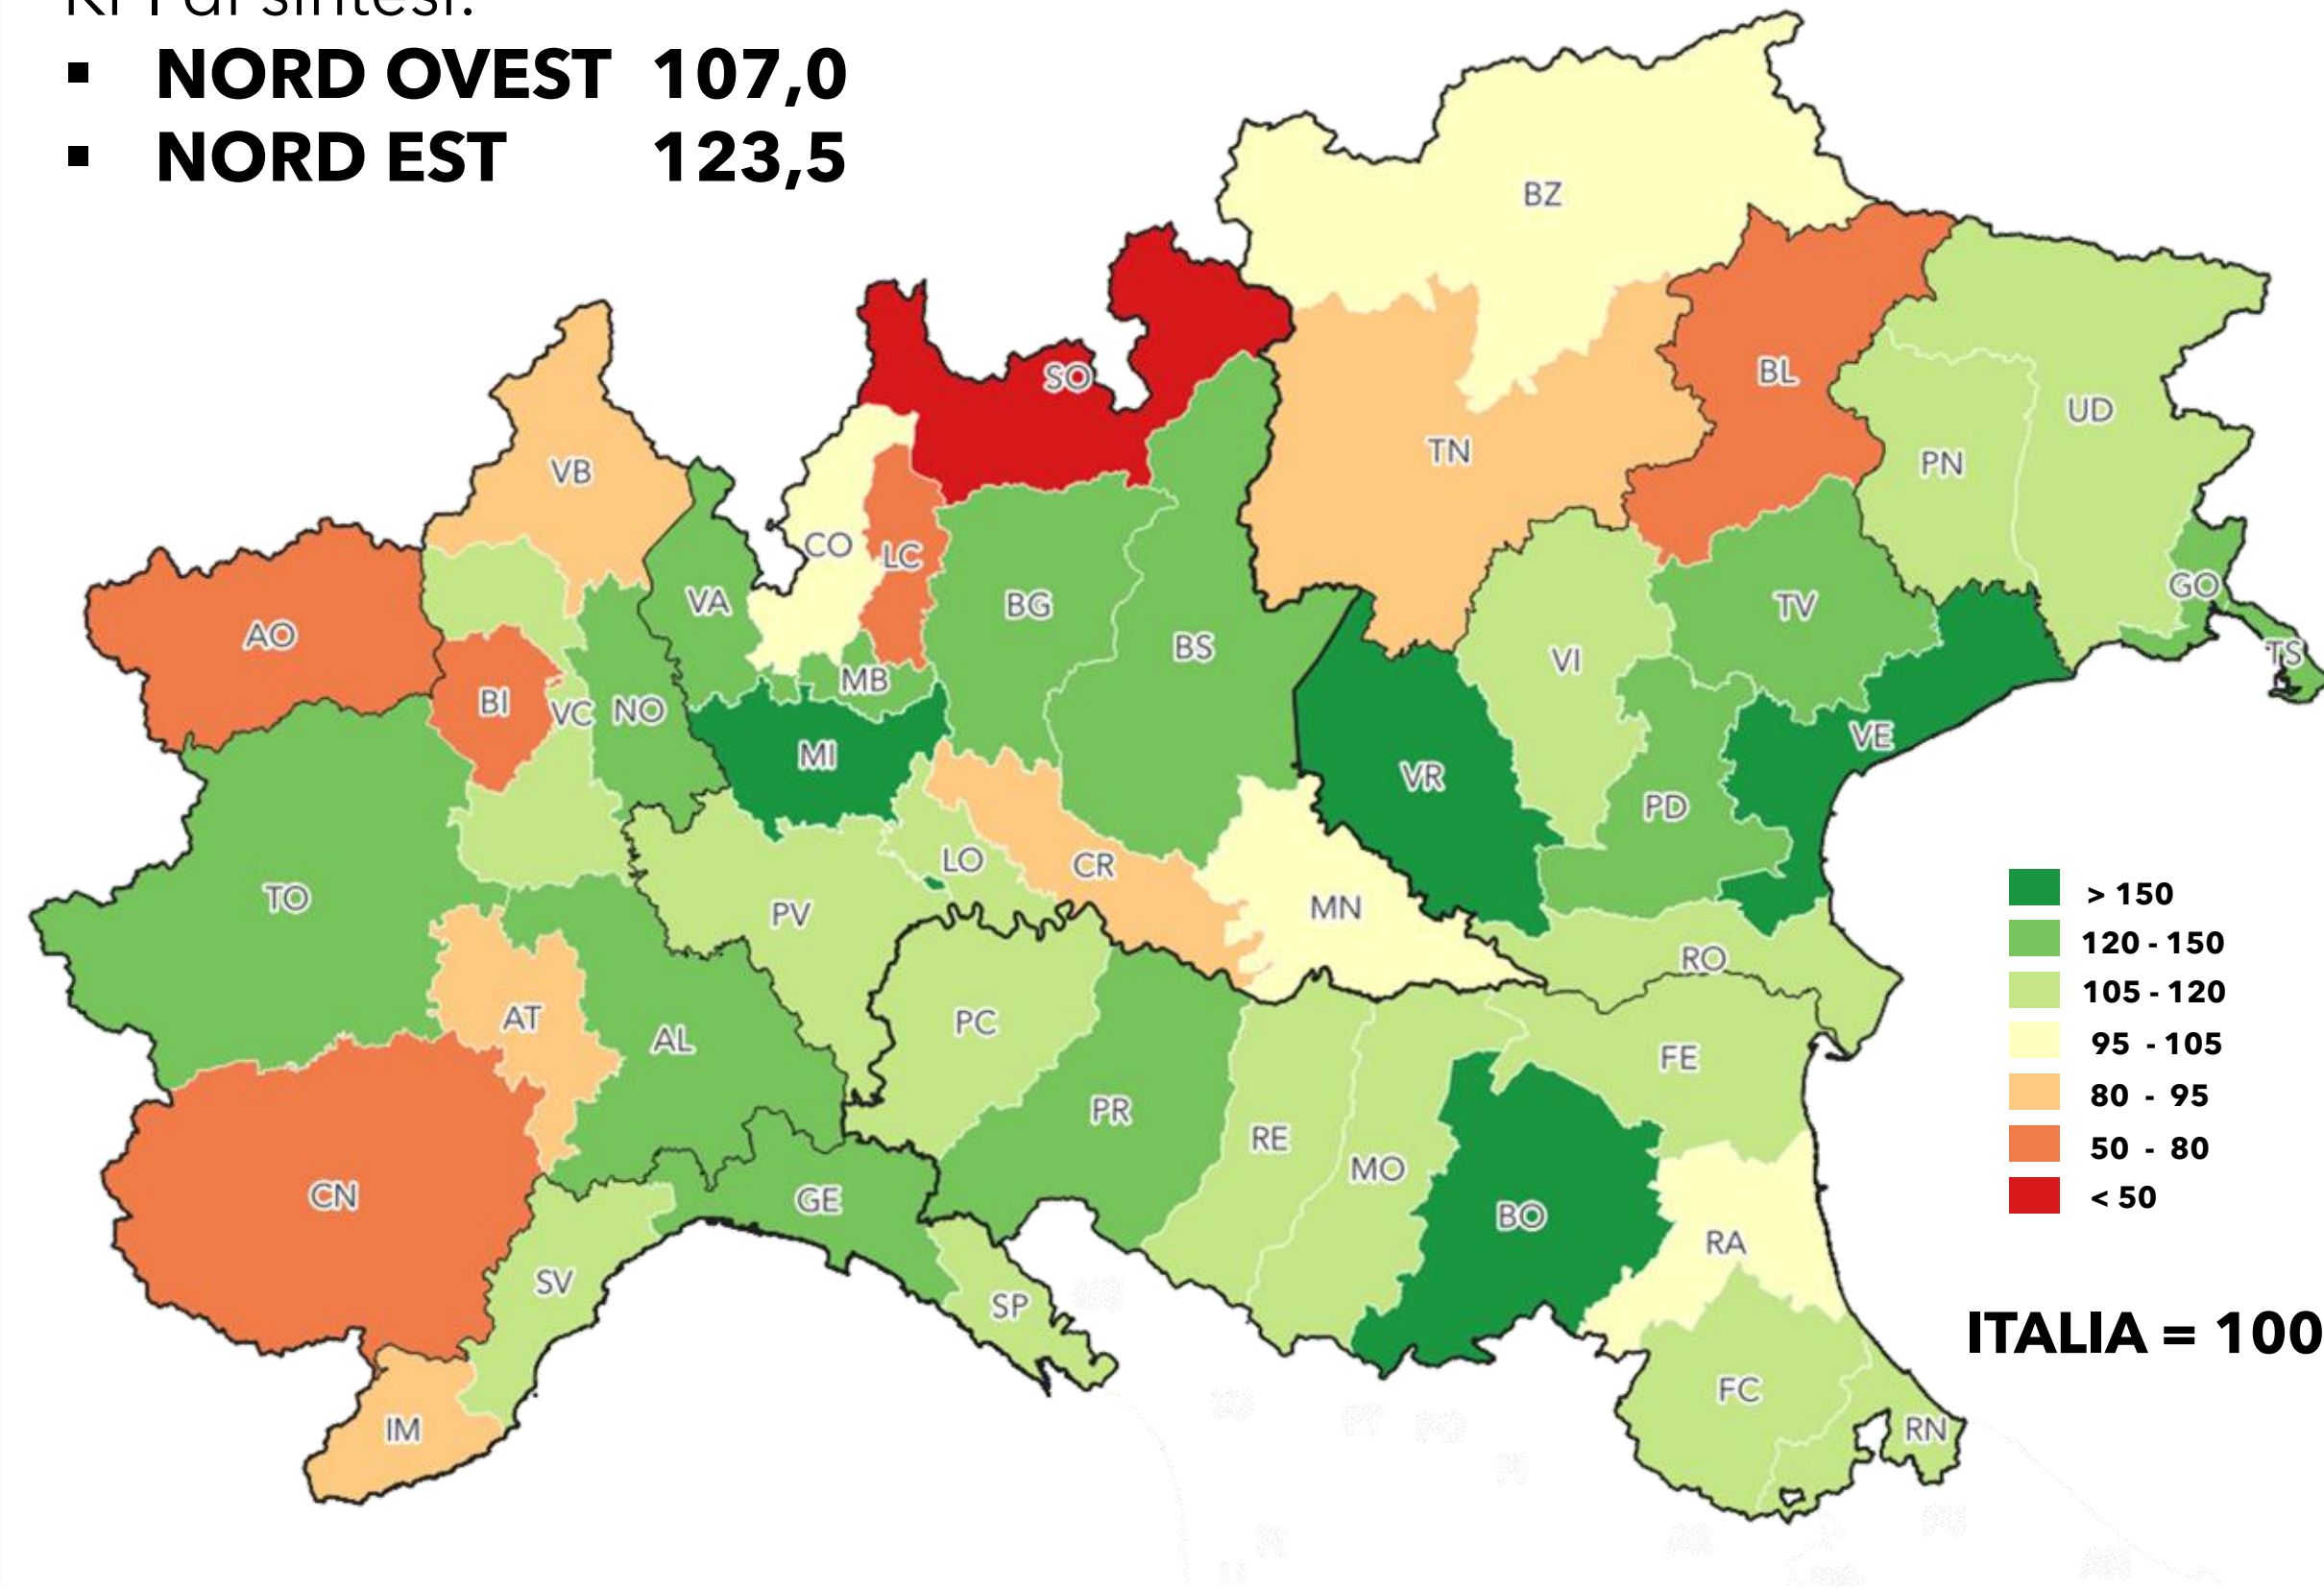 KPI di sintesi:
▪ NORD OVEST 107,0
▪ NORD EST 123,5
BZ
SO
BL
UD
TN
PN
VB
CO
LC
GO
VA
BG
TV
AO
BS
TS
VI
MB
BI
VC
NO
VE
MI
VR
PD
LO
CR
TO
PV
MN
RO
AT
PC
AL
FE
PR
RE
MO
CN
GE
BO
RA
SV
SP
FC
IM
RN
> 150
120 - 150
105 - 120
95 - 105
80 - 95
50 - 80
< 50
ITALIA = 100